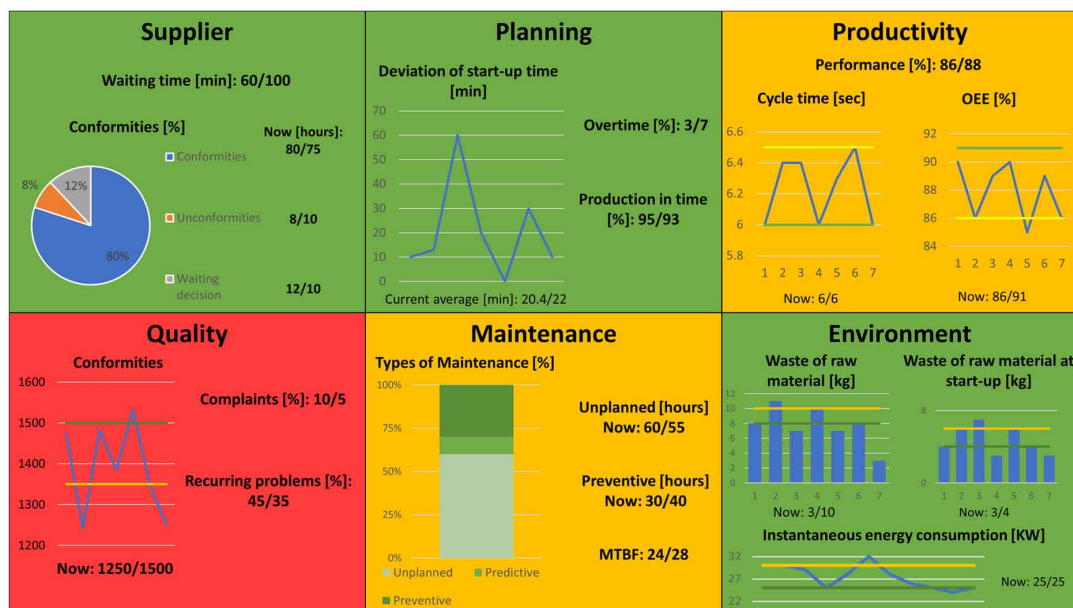 Supplier
Waiting time [min]: 60/100
Conformities [%]
Now [hours]:
80/75
Conformities
8%
12%
Unconformities
8/10
80%
Waiting
decision
12/10
Planning
Deviation of start-up time
[min]
70
60
50
40
30
20
10
0
Overtime [%]: 3/7
Production in time
[%]: 95/93
Current average [min]: 20.4/22
Productivity
Performance [%]: 86/88
Cycle time [sec]
6.6
6.4
6.2
6
5.8
1 2 3 4 5 6 7
Now: 6/6
OEE [%]
92
90
88
86
84
1 2 3 4 5 6 7
Now: 86/91
Quality
Conformities
1600
1500
1400
1300
1200
Complaints [%]: 10/5
Recurring problems [%]:
45/35
Now: 1250/1500
Maintenance
Types of Maintenance [%]
100%
75%
50%
25%
0%
Unplanned
Predictive
Preventive
Unplanned [hours]
Now: 60/55
Preventive [hours]
Now: 30/40
MTBF: 24/28
Environment
Waste of raw
material [kg]
12
10
8
6
4
2
0
1 2 3 4 5 6 7
Now: 3/10
Waste of raw material at
start-up [kg]
8
0
1 2 3 4 5 6 7
Now: 3/4
Instantaneous energy consumption [KW]
32
27
22
Now: 25/25